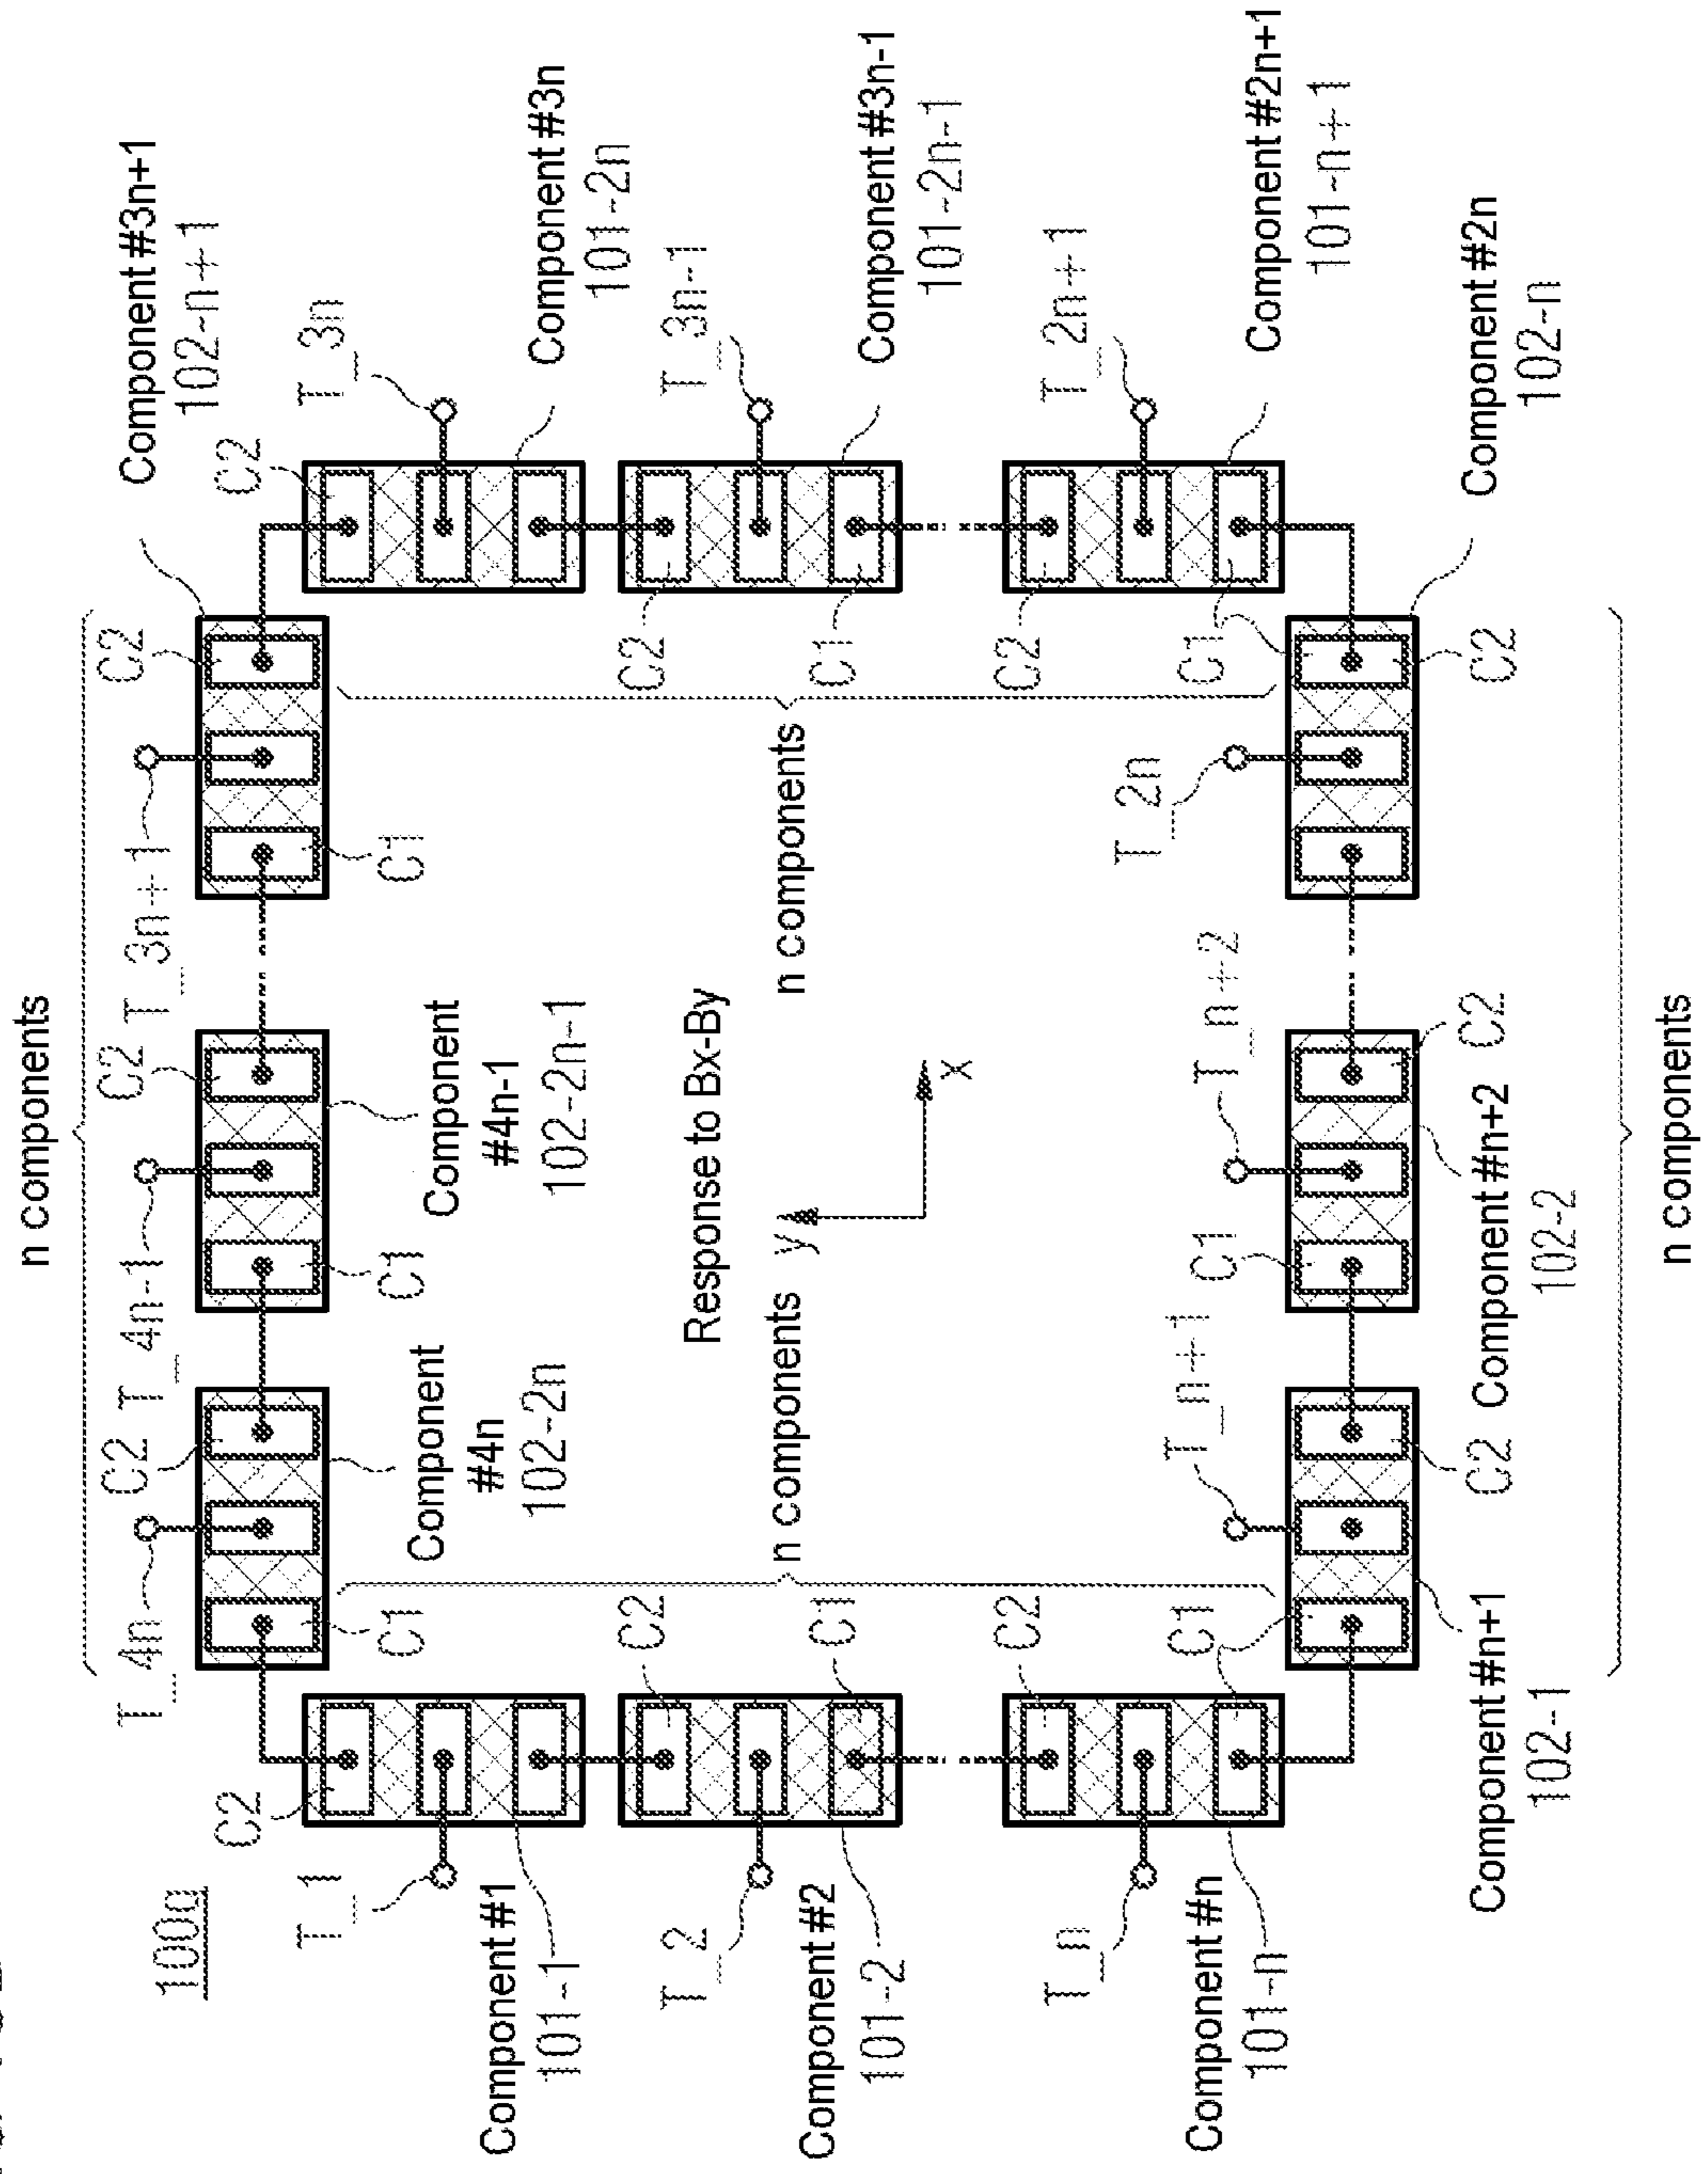 n components
100g
T_4n
C2
T_4n-1
C2
T_3n+1
C2
Component #3n+1
102-n+1
C2
C2
T_1
C1
C1
C1
T_3n
Component #4n
102-2n
Component #4n-1
102-2n-1
Component #1
101-1
Component #3n
101-2n
C2
C2
T_2
T_3n-1
Response to Bx-By
n components
y
n components
Component #2
101-2
C1
C1
Component #3n-1
101-2n-1
x
T_n
C2
C2
T_2n+1
T_2n
Component #n
101-n
C1
T_n+1
C1
T_n+2
C1
Component #2n+1
101-n+1
Component #n+1
102-1
C2
Component #n+2
102-2
C2
C2
Component #2n
102-n
n components